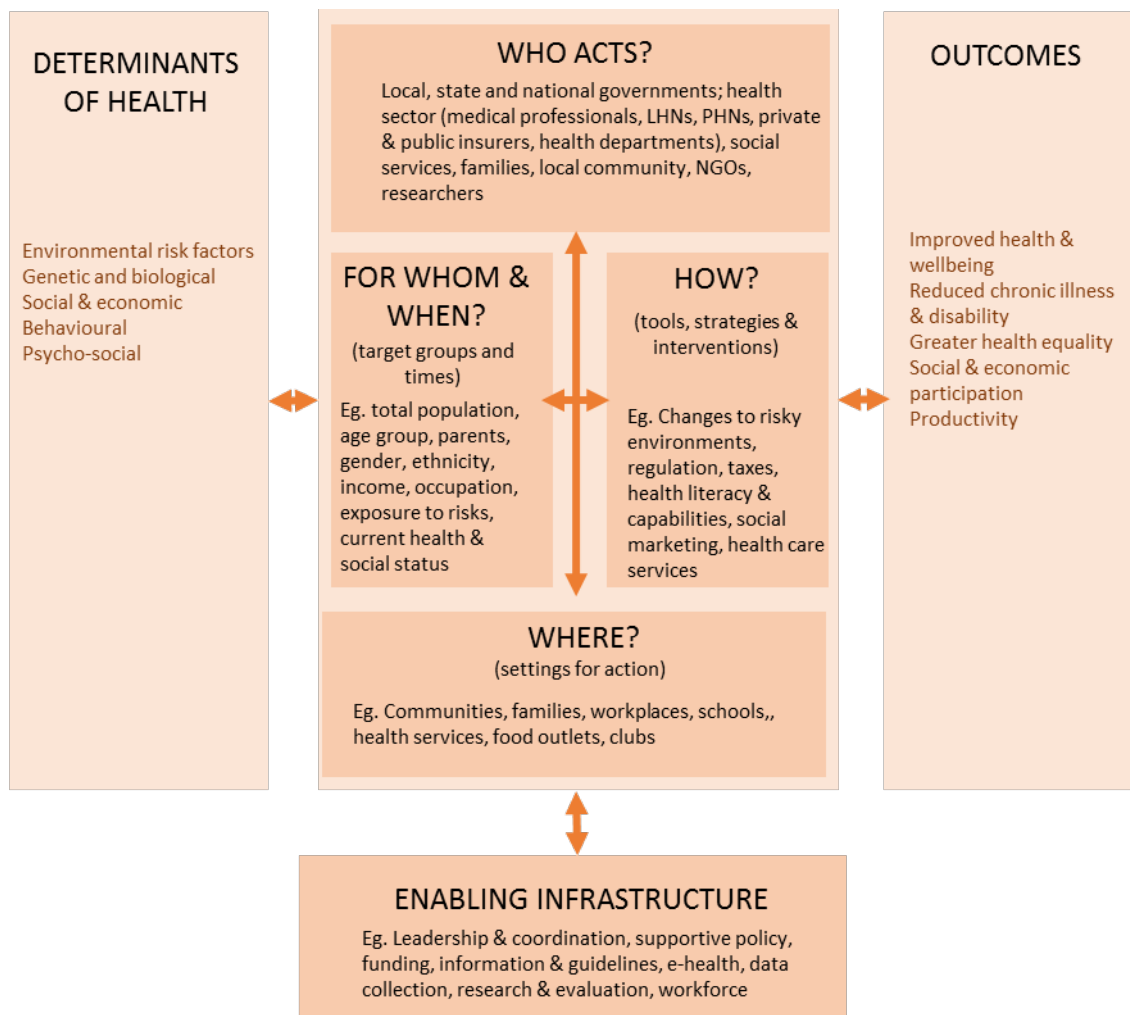 DETERMINANTS
OF HEALTH
Environmental risk factors
Genetic and biological
Social & economic
Behavioural
Psycho-social
WHO ACTS?
Local, state and national governments; health
sector (medical professionals, LHNs, PHNs, private
& public insurers, health departments), social
services, families, local community, NGOs,
researchers
FOR WHOM &
WHEN?
(target groups and
times)
Eg. total population,
age group, parents,
gender, ethnicity,
income, occupation,
exposure to risks,
current health &
social status
HOW?
(tools, strategies &
interventions)
Eg. Changes to risky
environments,
regulation, taxes,
health literacy &
capabilities, social
marketing, health care
services
WHERE?
(settings for action)
Eg. Communities, families, workplaces, schools,,
health services, food outlets, clubs
OUTCOMES
Improved health &
wellbeing
Reduced chronic illness
& disability
Greater health equality
Social & economic
participation
Productivity
ENABLING INFRASTRUCTURE
Eg. Leadership & coordination, supportive policy,
funding, information & guidelines, e-health, data
collection, research & evaluation, workforce